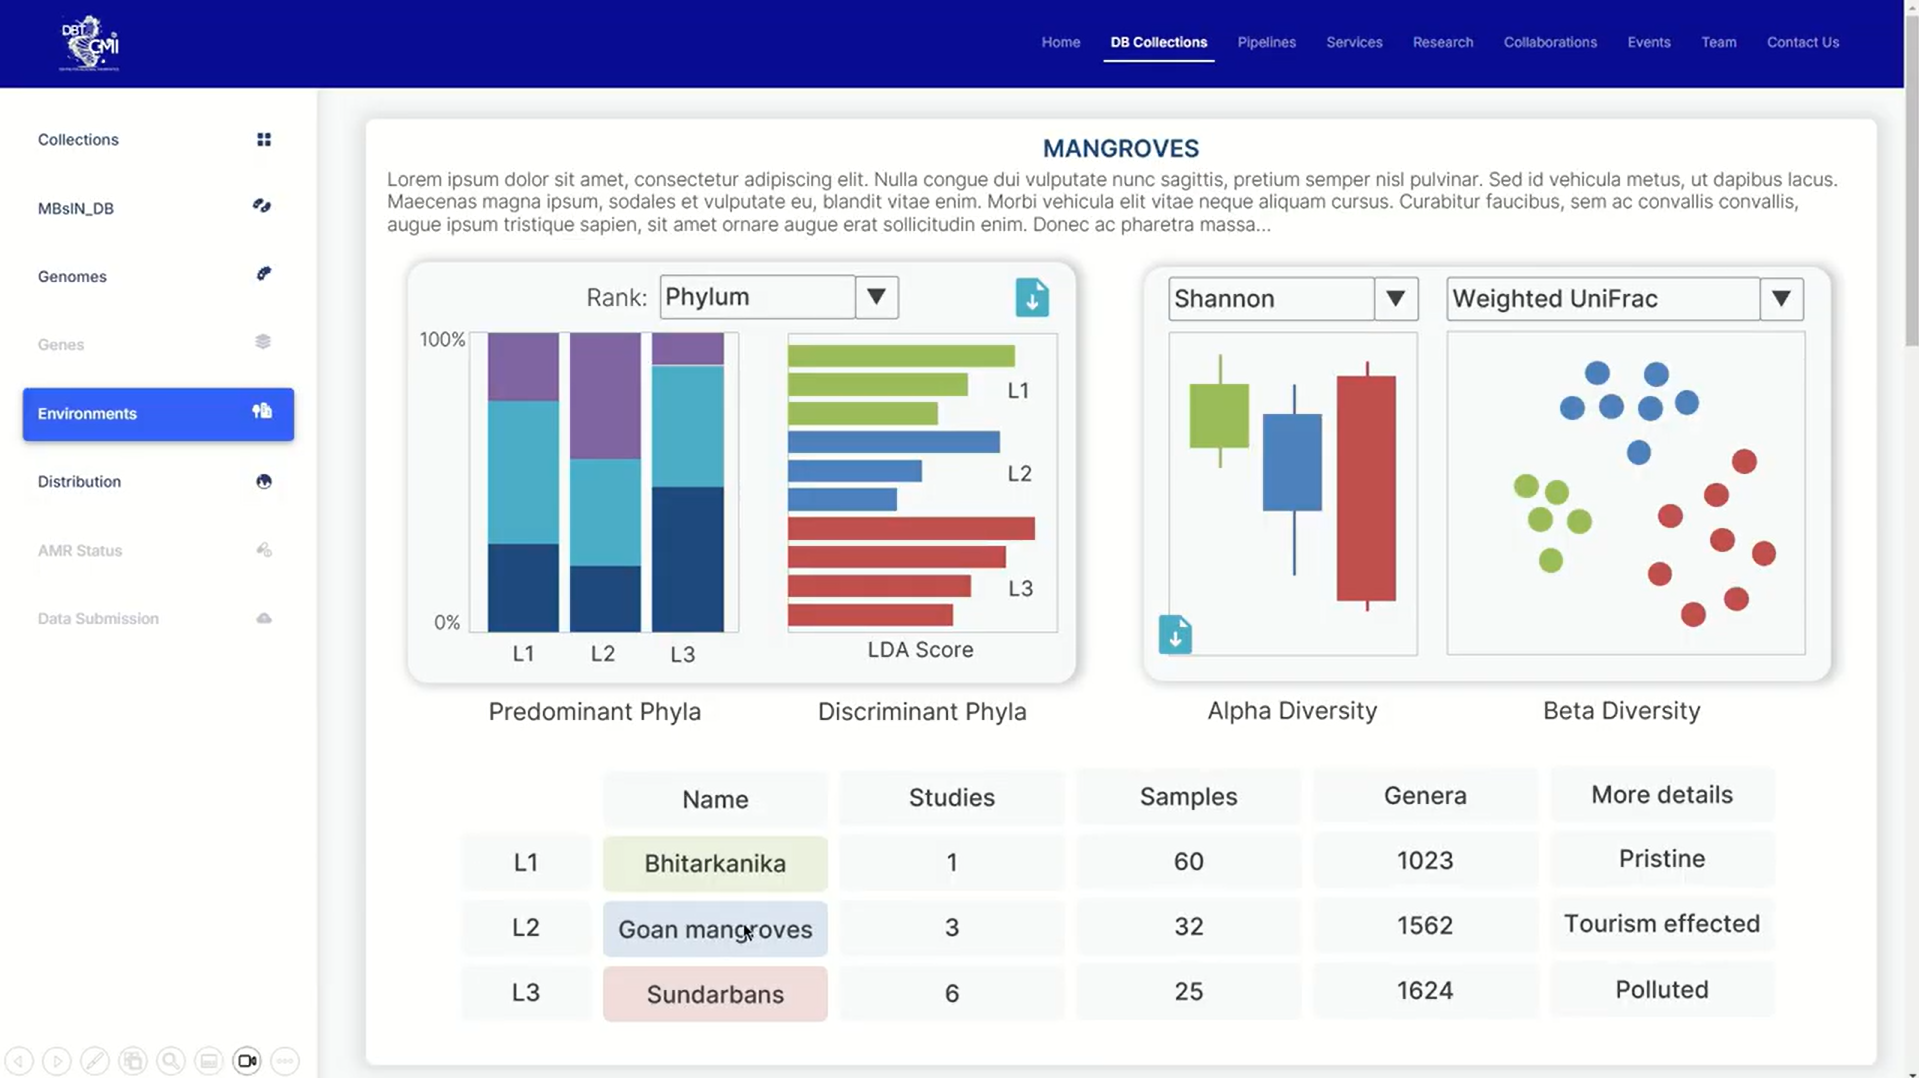 DBT
CMI
Home
DB Collections
Pipelines
Services
Research
Collaborations
Events
Team
Contact Us
Collections
MBsIN_DB
Genomes
Genes
Environments
Distribution
AMR Status
Data Submission
MANGROVES
Lorem ipsum dolor sit amet, consectetur adipiscing elit. Nulla congue dui vulputate nunc sagittis, pretium semper nisl pulvinar. Sed id vehicula metus, ut dapibus lacus.
Maecenas magna ipsum, sodales et vulputate eu, blandit vitae enim. Morbi vehicula elit vitae neque aliquam cursus. Curabitur faucibus, sem ac convallis convallis,
augue ipsum tristique sapien, sit amet ornare augue erat sollicitudin enim. Donec ac pharetra massa...
Rank: Phylum
100%
0%
L1 L2 L3
L1
L2
L3
LDA Score
Predominant Phyla
Discriminant Phyla
Shannon
Weighted UniFrac
Alpha Diversity
Beta Diversity
Name Studies Samples Genera More details
L1 Bhitarkanika 1 60 1023 Pristine
L2 Goan mangroves 3 32 1562 Tourism effected
L3 Sundarbans 6 25 1624 Polluted